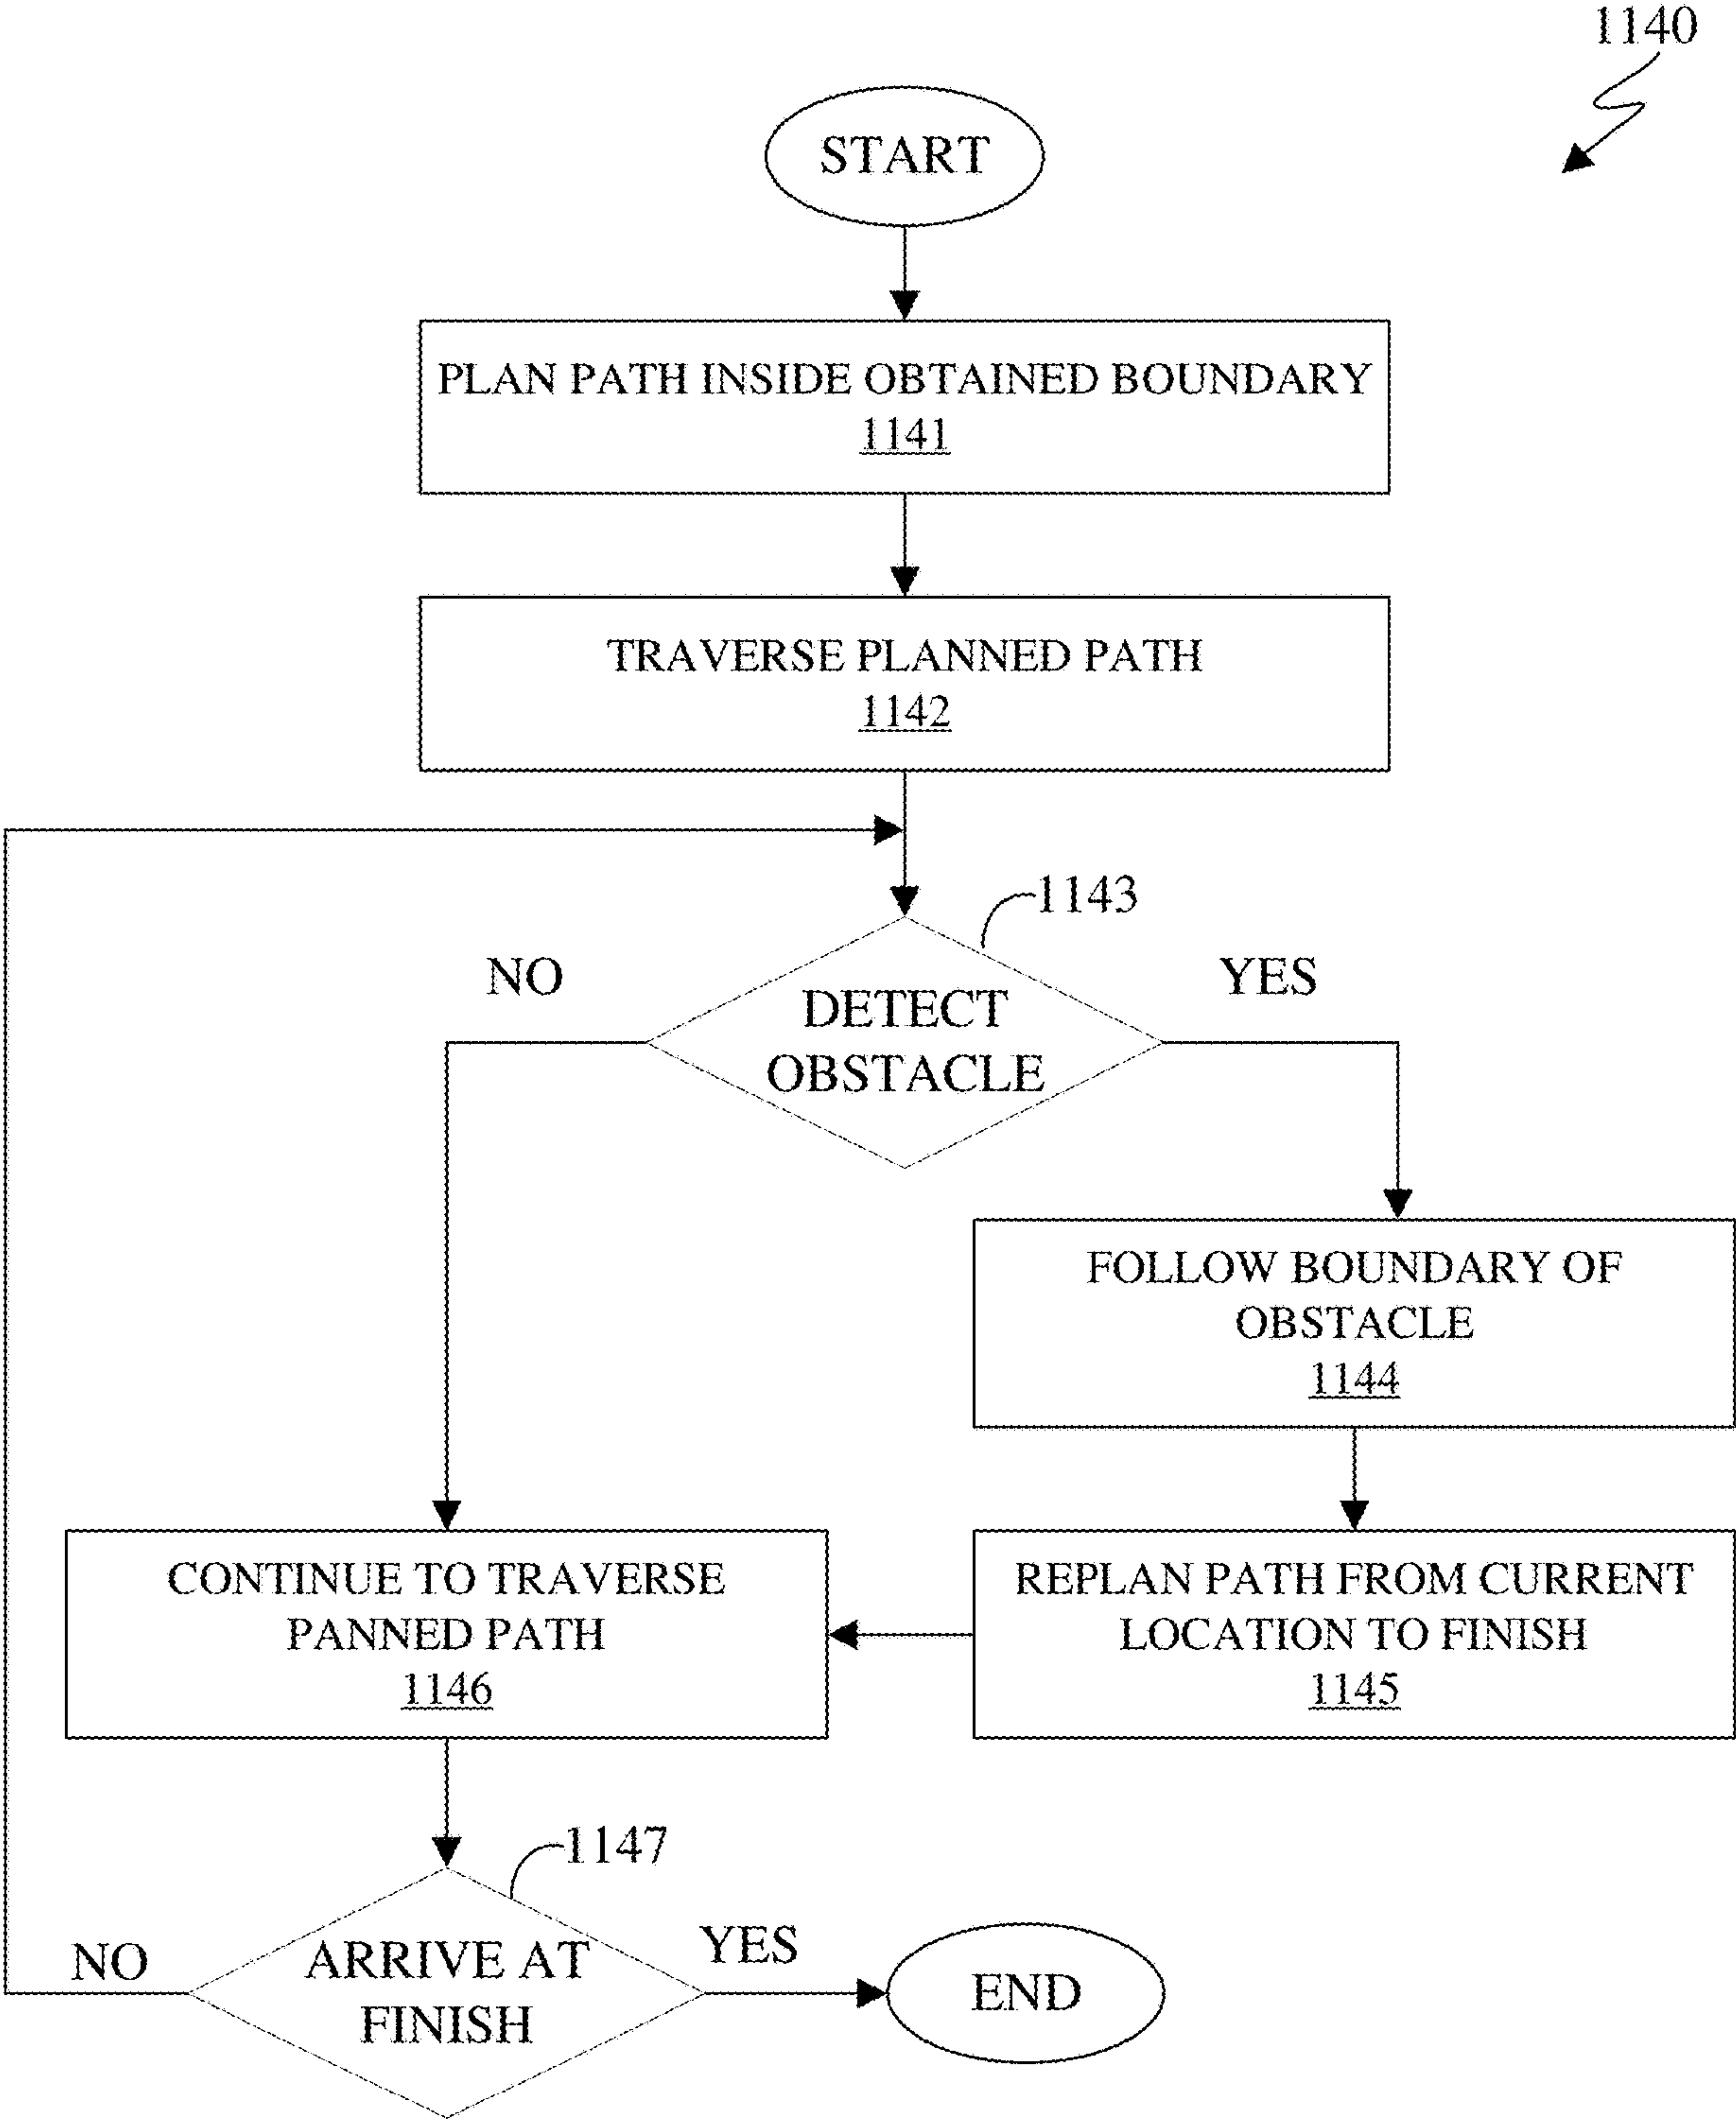 1140
START
PLAN PATH INSIDE OBTAINED BOUNDARY
1141
TRAVERSE PLANNED PATH
1142
1143
NO
YES
DETECT
OBSTACLE
FOLLOW BOUNDARY OF
OBSTACLE
1144
CONTINUE TO TRAVERSE
PANNED PATH
1146
REPLAN PATH FROM CURRENT
LOCATION TO FINISH
1145
1147
NO
ARRIVE AT
FINISH
YES
END